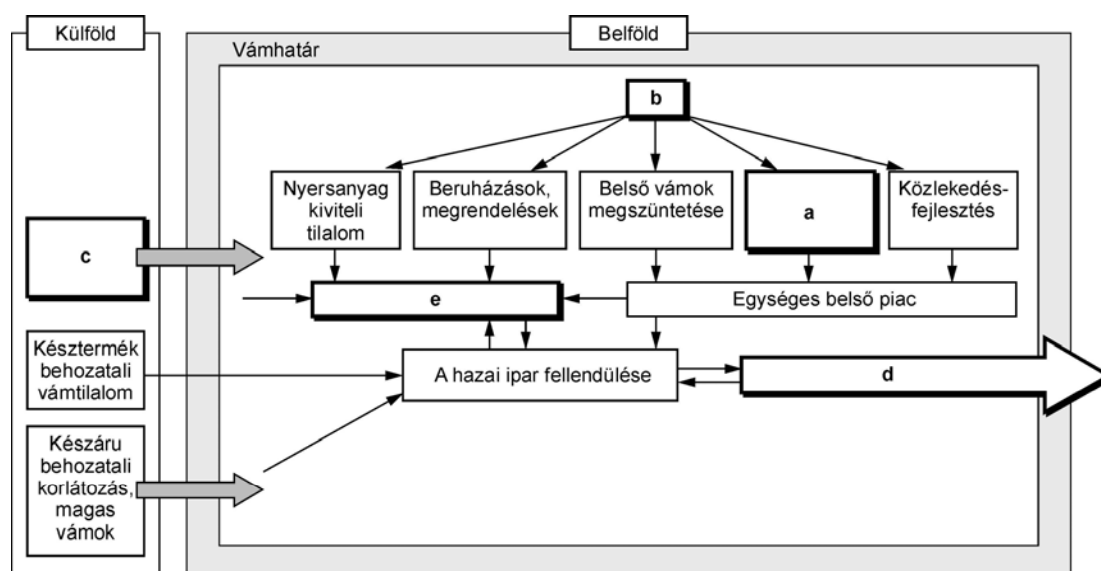 Külföld
Belföld
Vámhatár
b
Nyersanyag
kiviteli
tilalom
Beruházások,
megrendelések
Belső vámok
megszüntetése
a
Közlekedés-
fejlesztés
c
e
Egységes belső piac
Késztermék
behozatali
vámtilalom
A hazai ipar fellendülése
d
Készáru
behozatali
korlátozás,
magas
vámok